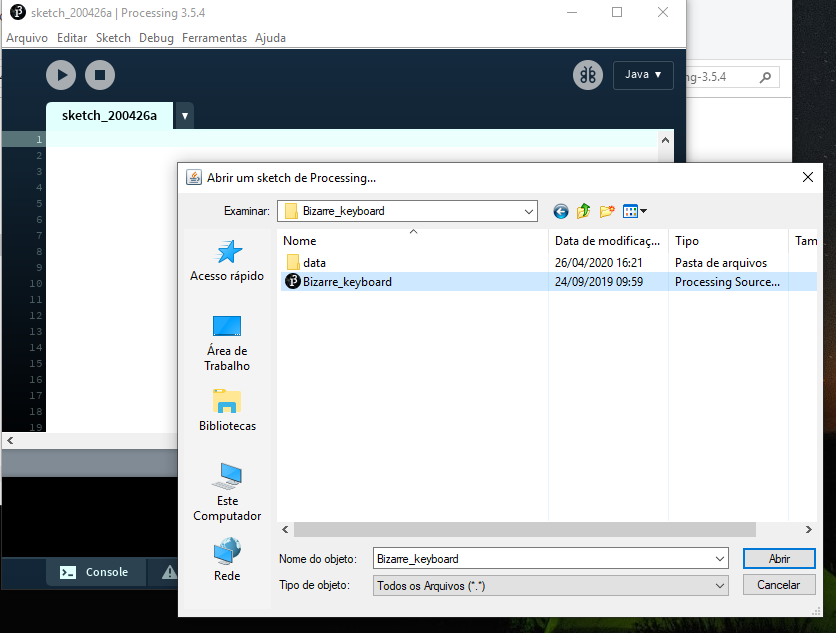 sketch_200426a | Processing 3.5.4
Arquivo Editar Sketch Debug Ferramentas Ajuda
Java ▾
ng-3.5.4
sketch_200426a
1
2
3
4
5
6
7
8
9
10
11
12
13
14
15
16
17
18
19
Abrir um sketch de Processing...
Examinar: Bizarre_keyboard
Nome Data de modificaç... Tipo Tam
data 26/04/2020 16:21 Pasta de arquivos
Bizarre_keyboard 24/09/2019 09:59 Processing Source...
Acesso rápido
Área de
Trabalho
Bibliotecas
Este
Computador
Rede
Nome do objeto: Bizarre_keyboard Abrir
Tipo de objeto: Todos os Arquivos (*.*) Cancelar
Console